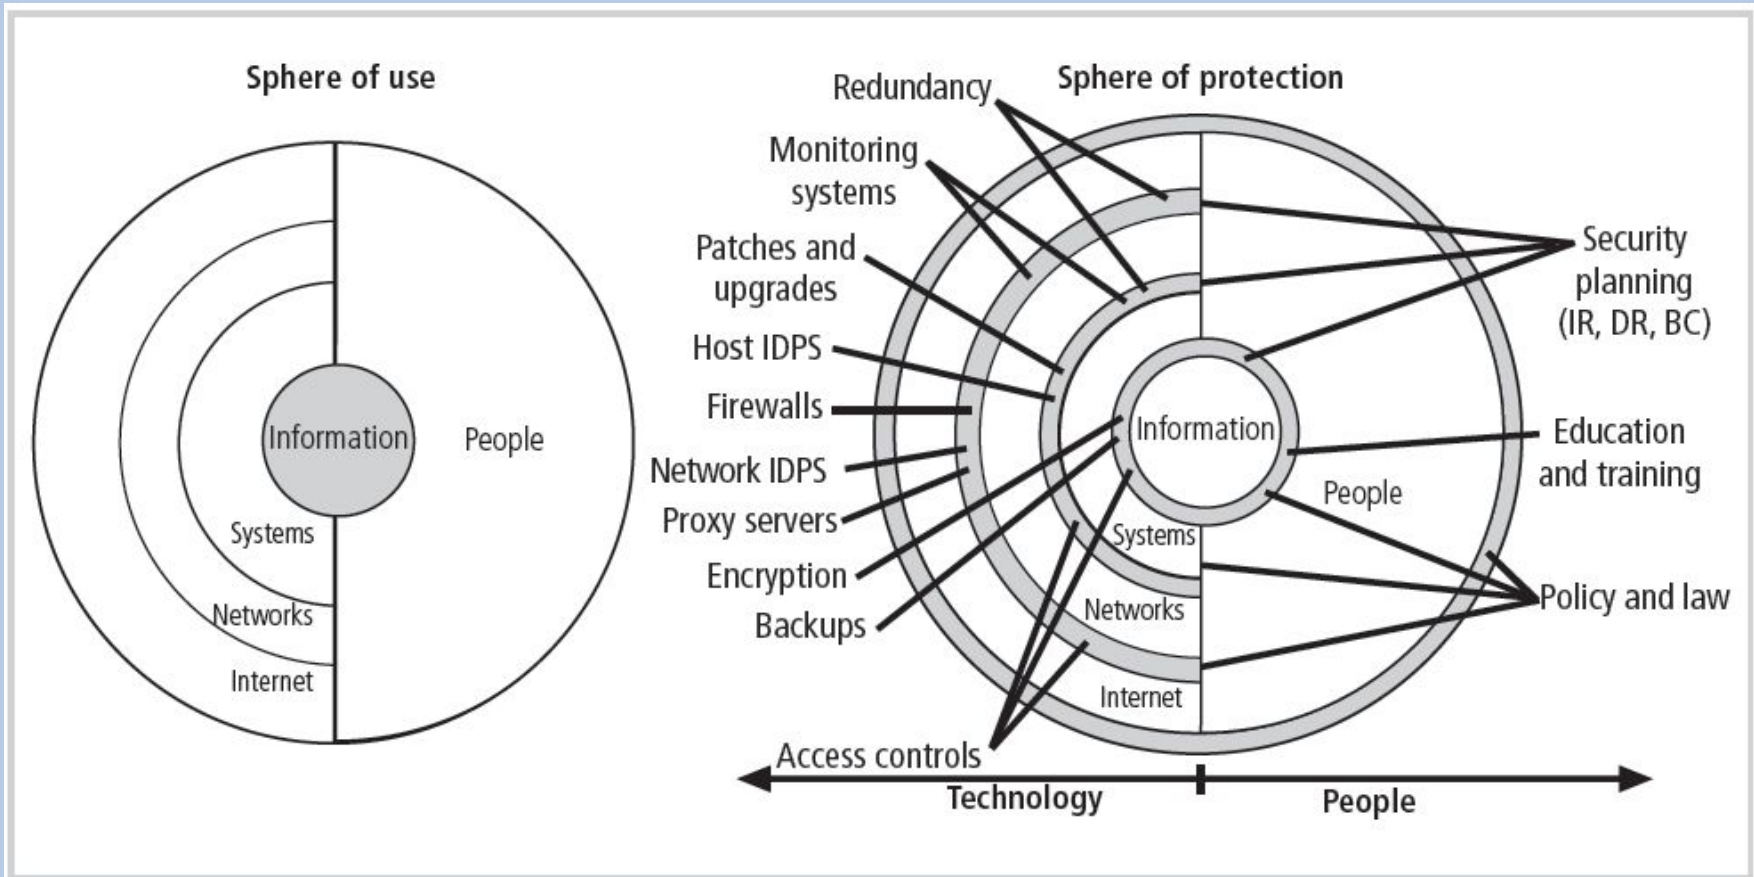 Sphere of use
Information
People
Systems
Networks
Internet
Sphere of protection
Redundancy
Monitoring
systems
Patches and
upgrades
Host IDPS
Firewalls
Network IDPS
Proxy servers
Encryption
Backups
Access controls
Information
People
Systems
Networks
Internet
Security
planning
(IR, DR, BC)
Education
and training
Policy and law
Technology
People